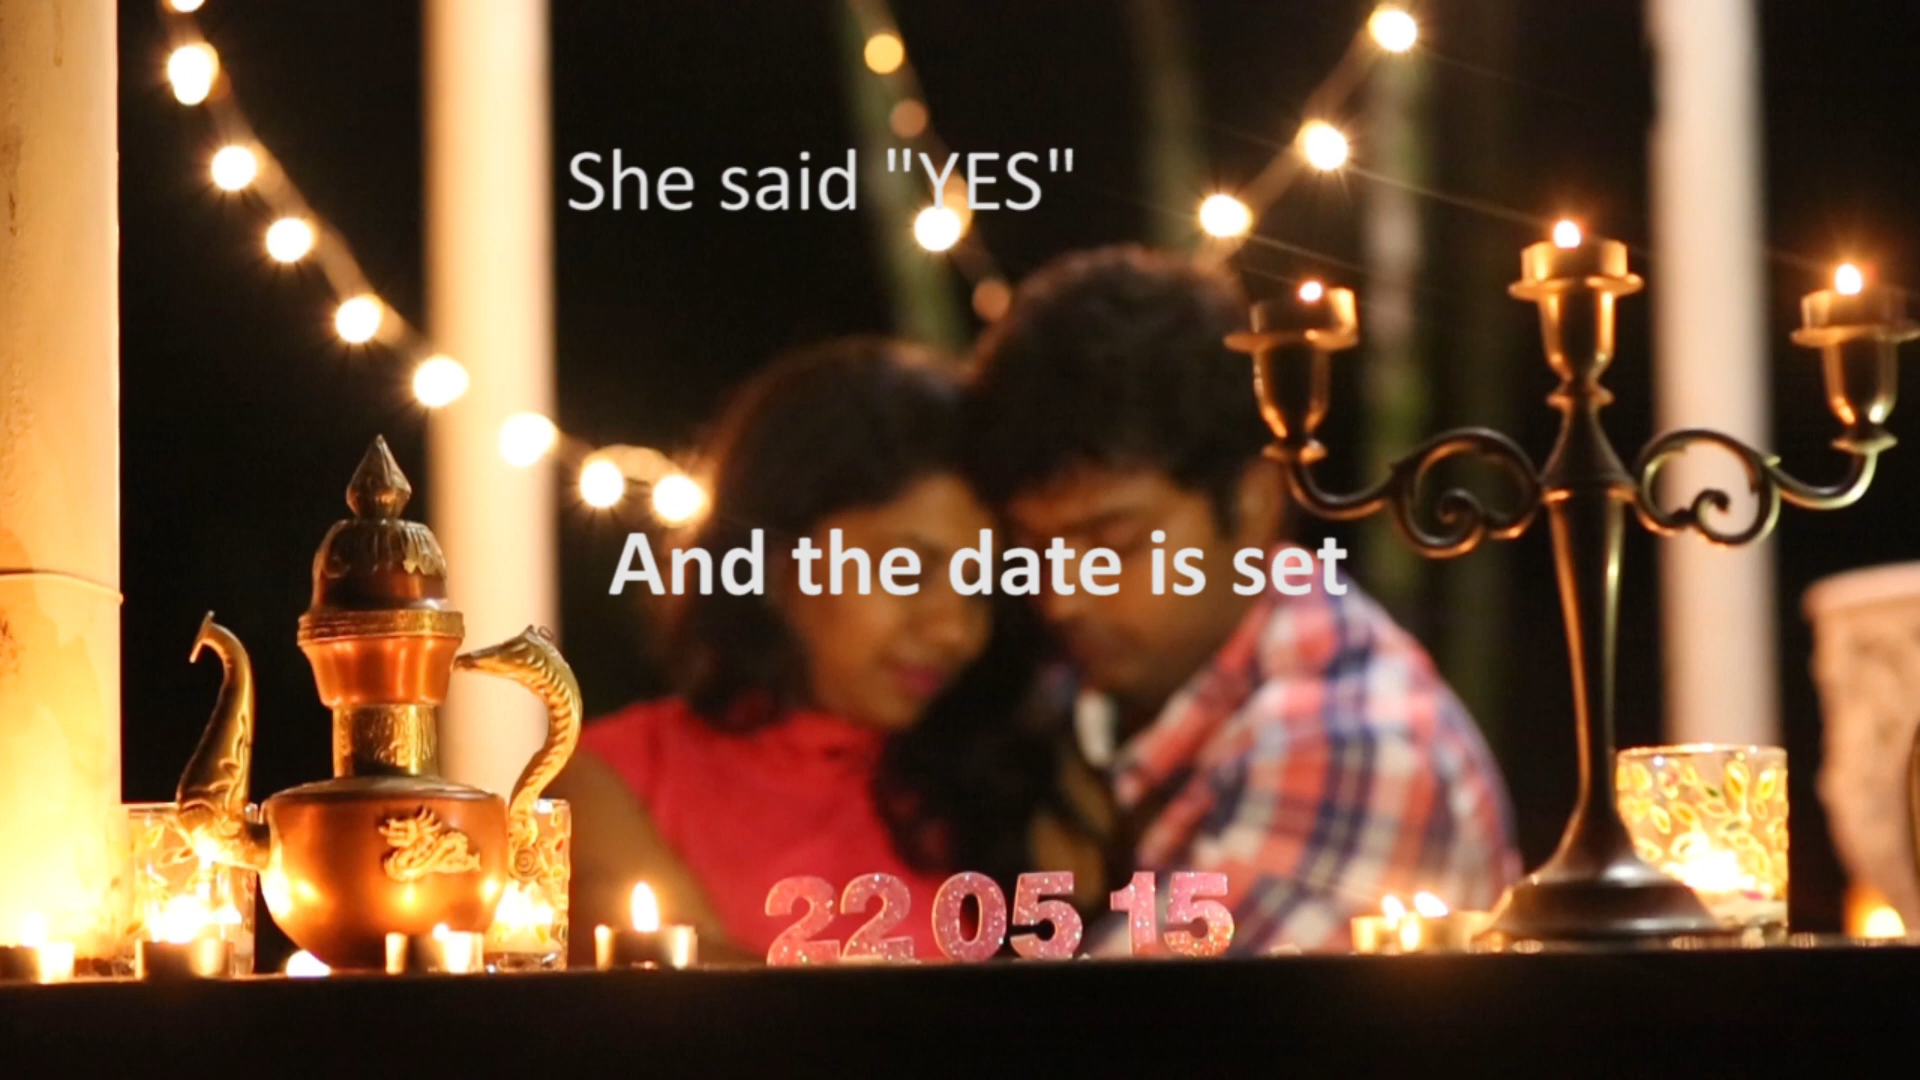 She said "YES"
And the date is set
22 05 15